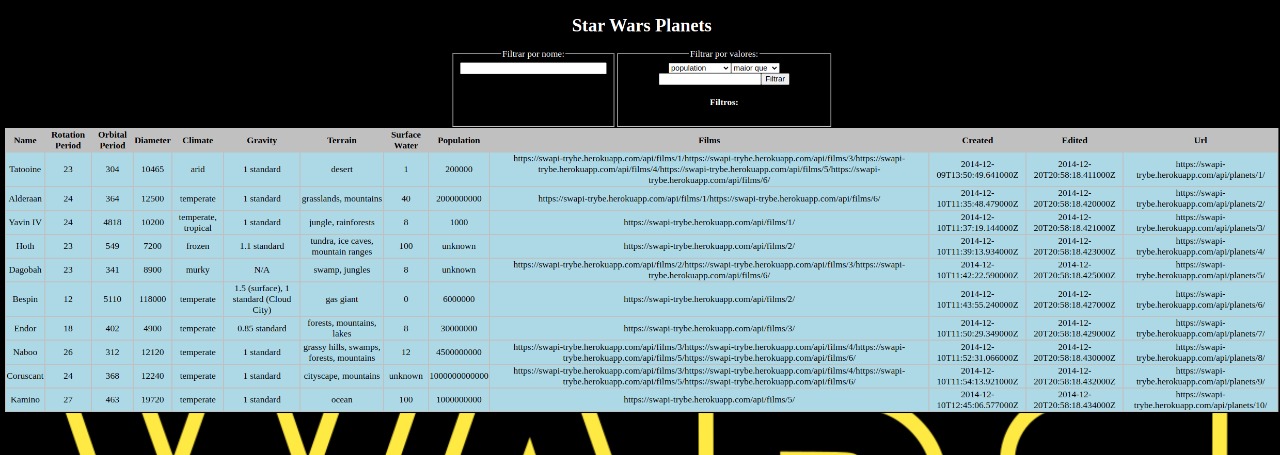 Star Wars Planets
Filtrar por nome:
Filtrar por valores:
population maior que
Filtrar
Filtros:
Name Rotation Period Orbital Period Diameter Climate Gravity Terrain Surface Water Population Films Created Edited Url
Tatooine 23 304 10465 arid 1 standard desert 1 200000 https://swapi-trybe.herokuapp.com/api/films/1/https://swapi-trybe.herokuapp.com/api/films/3/https://swapi-trybe.herokuapp.com/api/films/4/https://swapi-trybe.herokuapp.com/api/films/5/https://swapi-trybe.herokuapp.com/api/films/6/ 2014-12-09T13:50:49.641000Z 2014-12-20T20:58:18.411000Z https://swapi-trybe.herokuapp.com/api/planets/1/
Alderaan 24 364 12500 temperate 1 standard grasslands, mountains 40 2000000000 https://swapi-trybe.herokuapp.com/api/films/1/https://swapi-trybe.herokuapp.com/api/films/6/ 2014-12-10T11:35:48.479000Z 2014-12-20T20:58:18.420000Z https://swapi-trybe.herokuapp.com/api/planets/2/
Yavin IV 24 4818 10200 temperate, tropical 1 standard jungle, rainforests 8 1000 https://swapi-trybe.herokuapp.com/api/films/1/ 2014-12-10T11:37:19.144000Z 2014-12-20T20:58:18.421000Z https://swapi-trybe.herokuapp.com/api/planets/3/
Hoth 23 549 7200 frozen 1.1 standard tundra, ice caves, mountain ranges 100 unknown https://swapi-trybe.herokuapp.com/api/films/2/ 2014-12-10T11:39:13.934000Z 2014-12-20T20:58:18.423000Z https://swapi-trybe.herokuapp.com/api/planets/4/
Dagobah 23 341 8900 murky N/A swamp, jungles 8 unknown https://swapi-trybe.herokuapp.com/api/films/2/https://swapi-trybe.herokuapp.com/api/films/3/https://swapi-trybe.herokuapp.com/api/films/6/ 2014-12-10T11:42:22.590000Z 2014-12-20T20:58:18.425000Z https://swapi-trybe.herokuapp.com/api/planets/5/
Bespin 12 5110 118000 temperate 1.5 (surface), 1 standard (Cloud City) gas giant 0 6000000 https://swapi-trybe.herokuapp.com/api/films/2/ 2014-12-10T11:43:55.240000Z 2014-12-20T20:58:18.427000Z https://swapi-trybe.herokuapp.com/api/planets/6/
Endor 18 402 4900 temperate 0.85 standard forests, mountains, lakes 8 30000000 https://swapi-trybe.herokuapp.com/api/films/3/ 2014-12-10T11:50:29.349000Z 2014-12-20T20:58:18.429000Z https://swapi-trybe.herokuapp.com/api/planets/7/
Naboo 26 312 12120 temperate 1 standard grassy hills, swamps, forests, mountains 12 4500000000 https://swapi-trybe.herokuapp.com/api/films/3/https://swapi-trybe.herokuapp.com/api/films/4/https://swapi-trybe.herokuapp.com/api/films/5/https://swapi-trybe.herokuapp.com/api/films/6/ 2014-12-10T11:52:31.066000Z 2014-12-20T20:58:18.430000Z https://swapi-trybe.herokuapp.com/api/planets/8/
Coruscant 24 368 12240 temperate 1 standard cityscape, mountains unknown 1000000000000 https://swapi-trybe.herokuapp.com/api/films/3/https://swapi-trybe.herokuapp.com/api/films/4/https://swapi-trybe.herokuapp.com/api/films/5/https://swapi-trybe.herokuapp.com/api/films/6/ 2014-12-10T11:54:13.921000Z 2014-12-20T20:58:18.432000Z https://swapi-trybe.herokuapp.com/api/planets/9/
Kamino 27 463 19720 temperate 1 standard ocean 100 1000000000 https://swapi-trybe.herokuapp.com/api/films/5/ 2014-12-10T12:45:06.577000Z 2014-12-20T20:58:18.434000Z https://swapi-trybe.herokuapp.com/api/planets/10/